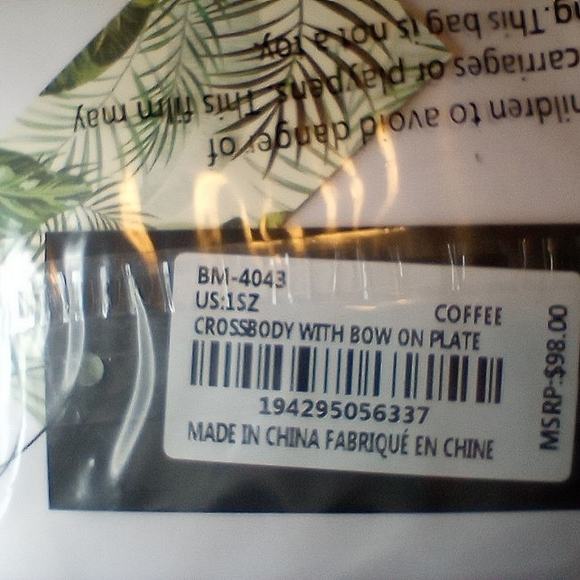 ng. This bag is not a toy.
carriages or playpens. This film may
hildren to avoid danger of
BM-4043
US:1SZ
COFFEE
CROSSBODY WITH BOW ON PLATE
194295056337
MADE IN CHINA FABRIQUÉ EN CHINE
MSRP:$98.00